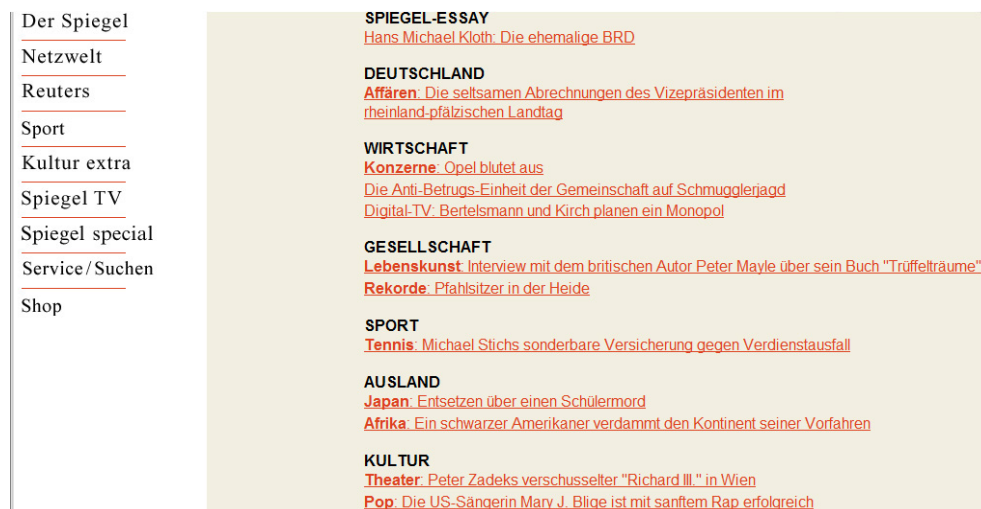 Der Spiegel
Netzwelt
Reuters
Sport
Kultur extra
Spiegel TV
Spiegel special
Service/Suchen
Shop
SPIEGEL-ESSAY
Hans Michael Kloth: Die ehemalige BRD
DEUTSCHLAND
Affären: Die seltsamen Abrechnungen des Vizepräsidenten im
rheinland-pfälzischen Landtag
WIRTSCHAFT
Konzerne: Opel blutet aus
Die Anti-Betrugs-Einheit der Gemeinschaft auf Schmugglerjagd
Digital-TV: Bertelsmann und Kirch planen ein Monopol
GESELLSCHAFT
Lebenskunst: Interview mit dem britischen Autor Peter Mayle über sein Buch "Trüffelträume"
Rekorde: Pfahlsitzer in der Heide
SPORT
Tennis: Michael Stichs sonderbare Versicherung gegen Verdienstausfall
AUSLAND
Japan: Entsetzen über einen Schülermord
Afrika: Ein schwarzer Amerikaner verdammt den Kontinent seiner Vorfahren
KULTUR
Theater: Peter Zadeks verschusselter "Richard III." in Wien
Pop: Die US-Sängerin Mary J. Blige ist mit sanftem Rap erfolgreich